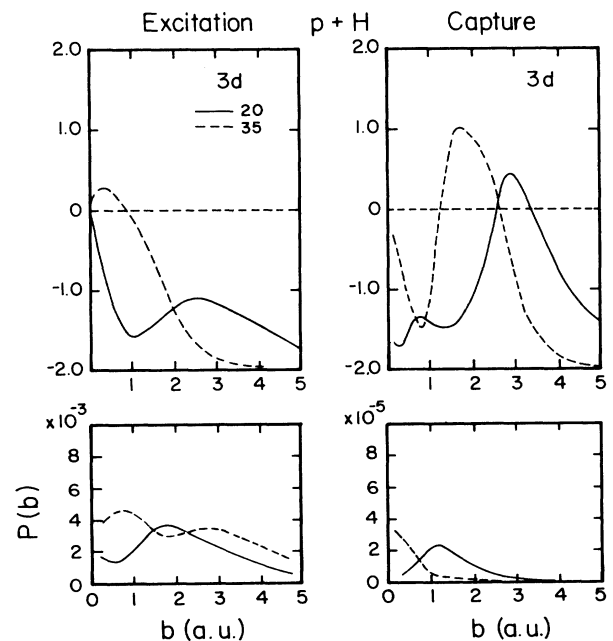 Excitation p + H Capture
2.0 2.0
3d 3d
20
35
1.0 1.0
0 0
-1.0 -1.0
-2.0 -2.0
1 2 3 4 5 1 2 3 4 5
x10⁻³ x10⁻⁵
8 8
6 6
4 4
2 2
0 0
0 1 2 3 4 5 0 1 2 3 4 5
P(b)
b (a.u.) b (a.u.)